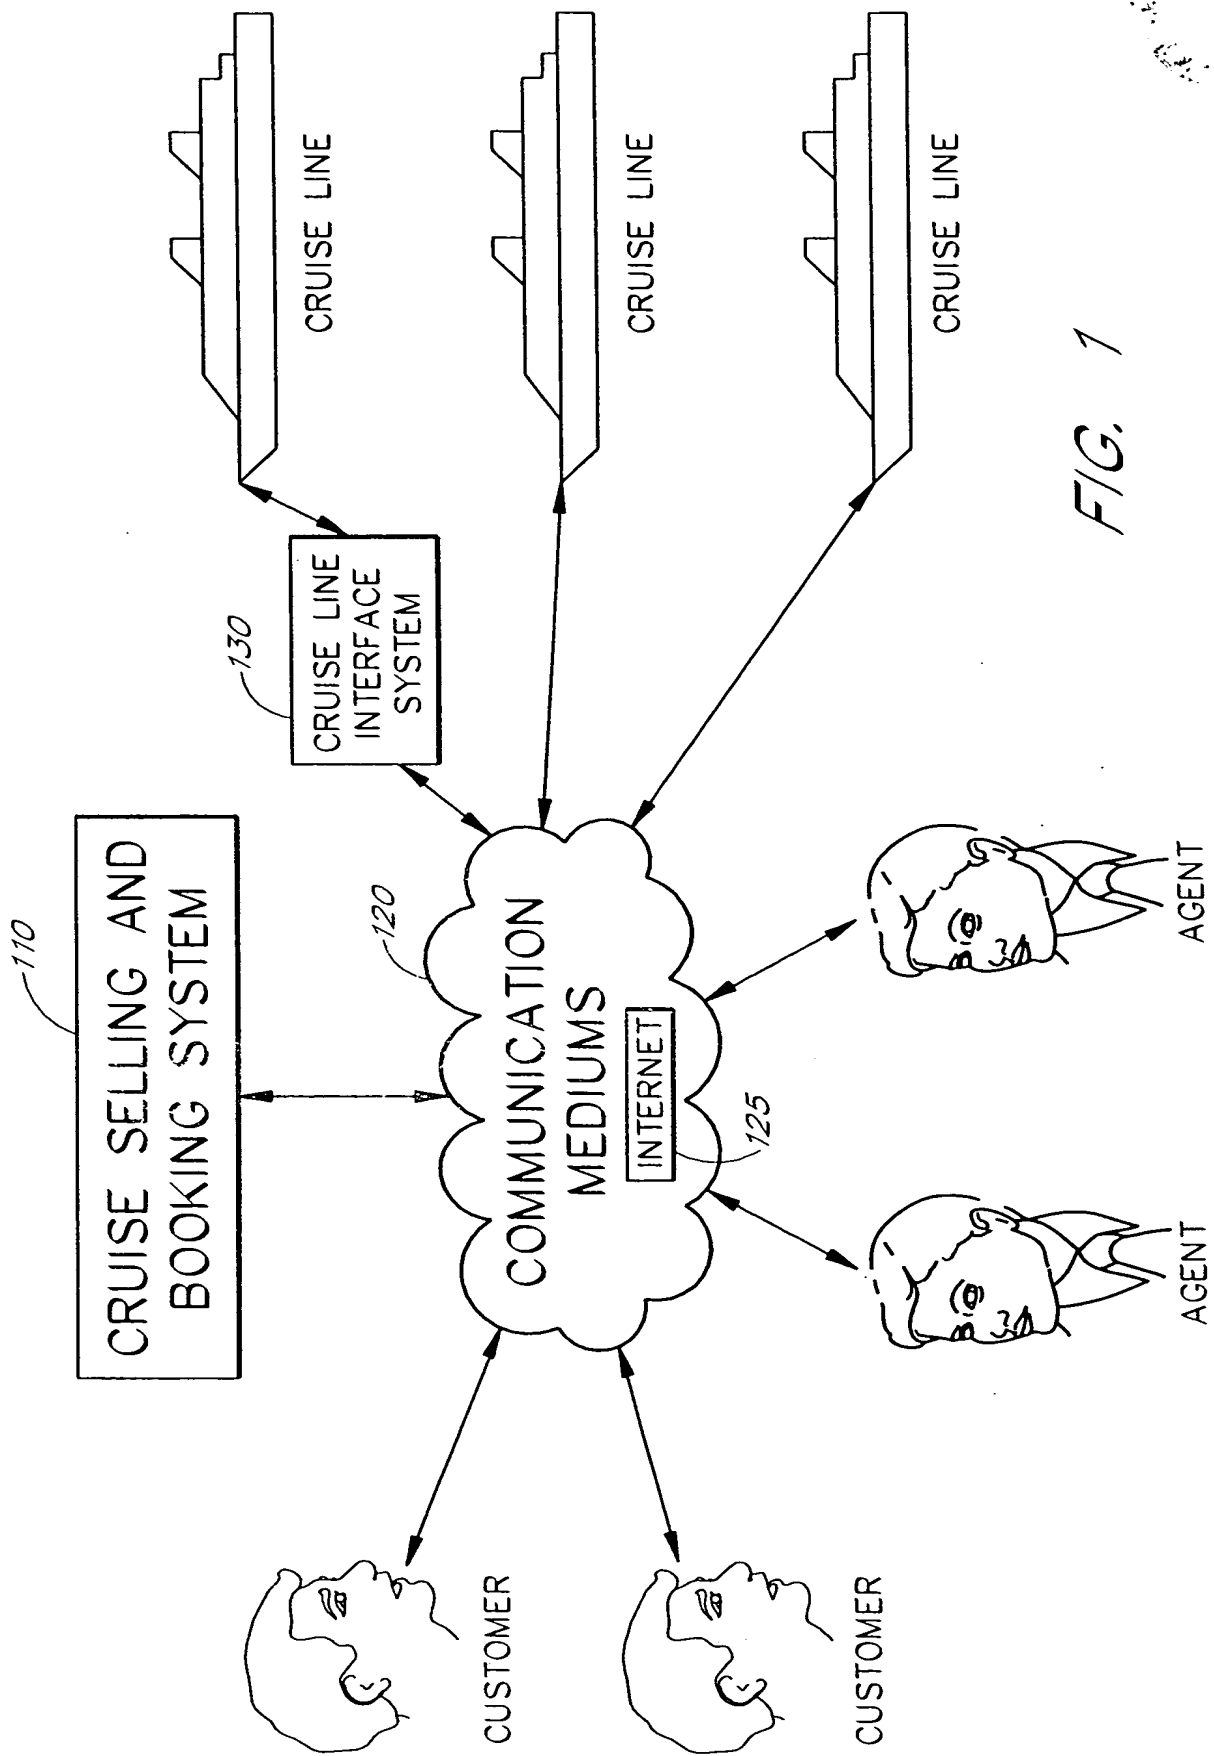 110
CRUISE SELLING AND
BOOKING SYSTEM
130
CRUISE LINE
INTERFACE
SYSTEM
CRUISE LINE
120
COMMUNICATION
MEDIUMS
INTERNET
125
CRUISE LINE
CRUISE LINE
CUSTOMER
CUSTOMER
AGENT
AGENT
FIG. 1